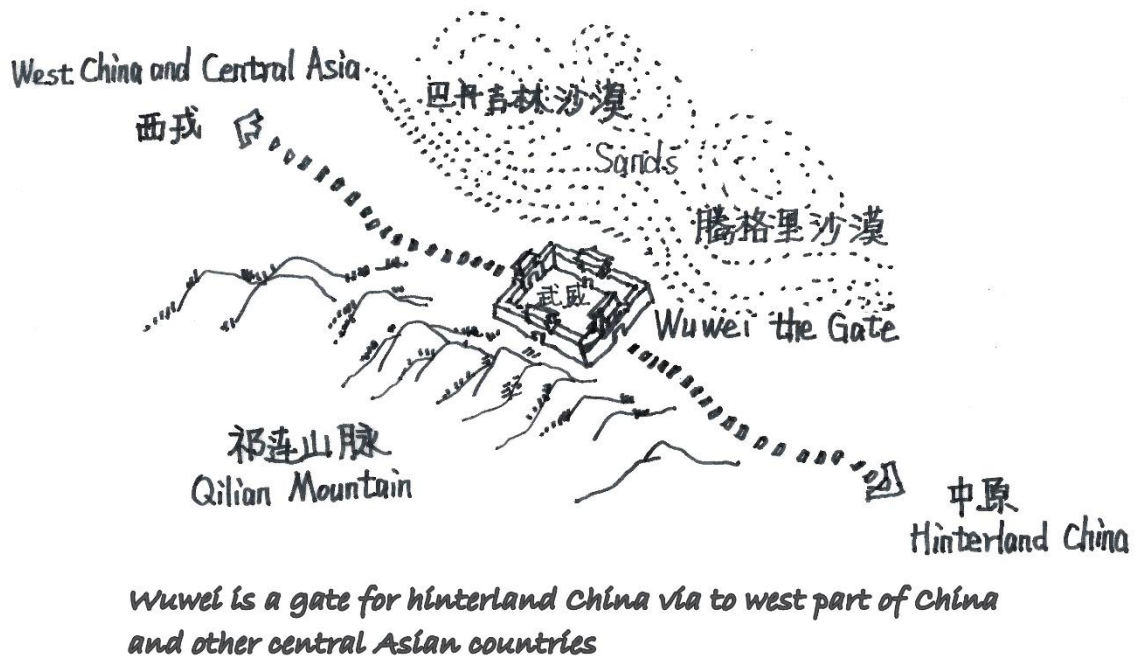 West China and Central Asia
西戎
巴丹吉林沙漠
Sands
腾格里沙漠
武威
Wuwei the Gate
祁连山脉
Qilian Mountain
中原
Hinterland China
Wuwei is a gate for hinterland China via to west part of China
and other central Asian countries